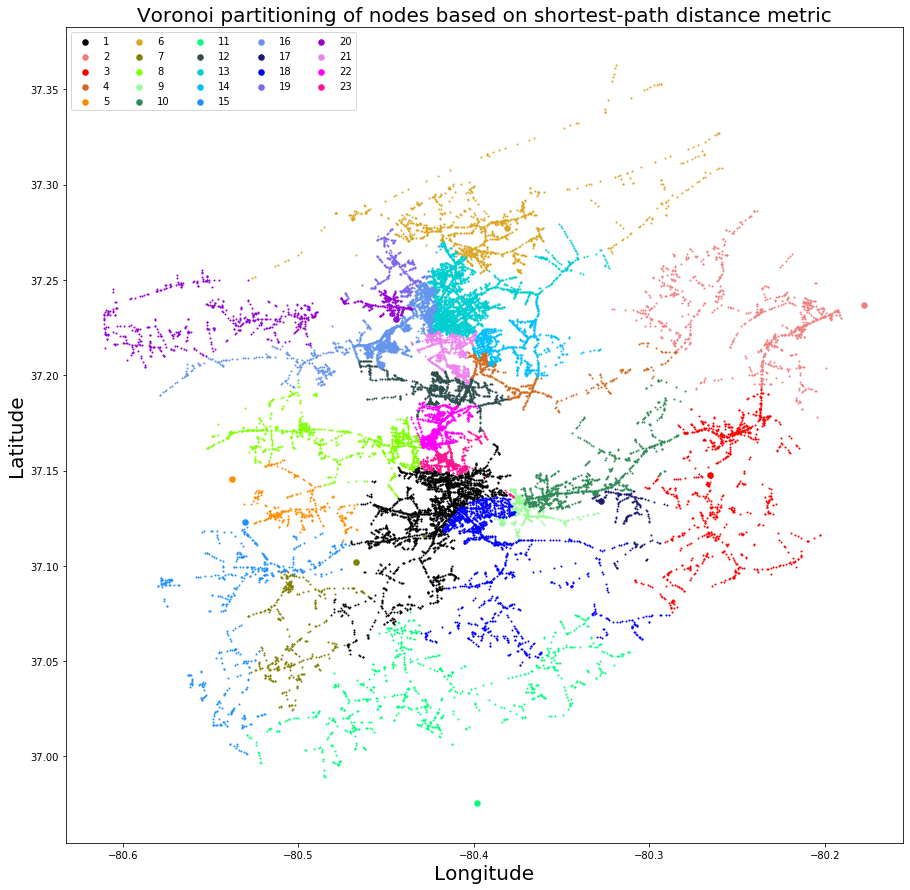 Voronoi partitioning of nodes based on shortest-path distance metric
1 6 11 16 20
2 7 12 17 21
3 8 13 18 22
4 9 14 19 23
5 10 15
37.35
37.30
37.25
37.20
37.15
37.10
37.05
37.00
Latitude
−80.6 −80.5 −80.4 −80.3 −80.2
Longitude